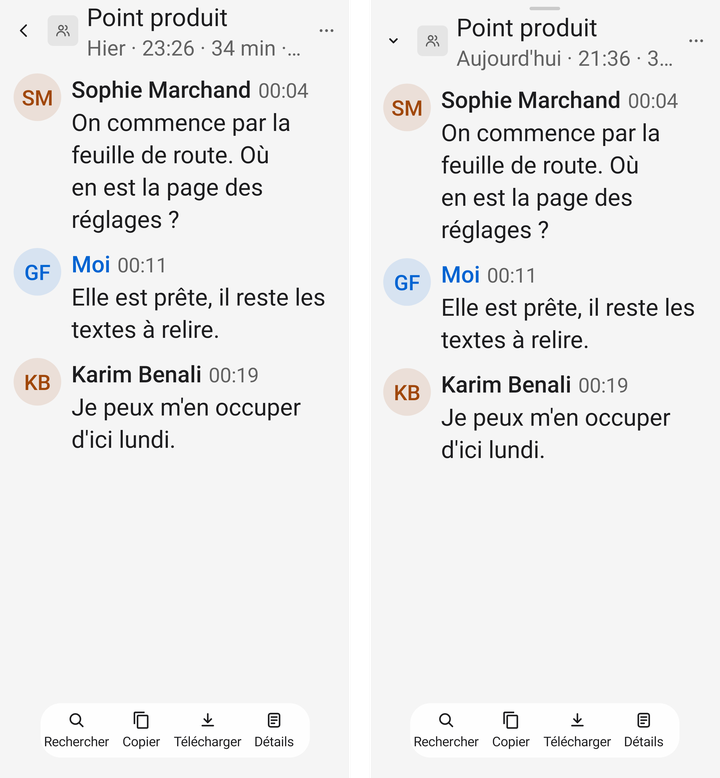 Point produit
Hier · 23:26 · 34 min ·...
SM
Sophie Marchand 00:04
On commence par la
feuille de route. Où
en est la page des
réglages ?
GF
Moi 00:11
Elle est prête, il reste les
textes à relire.
KB
Karim Benali 00:19
Je peux m'en occuper
d'ici lundi.
Rechercher Copier Télécharger Détails
Point produit
Aujourd'hui · 21:36 · 3...
SM
Sophie Marchand 00:04
On commence par la
feuille de route. Où
en est la page des
réglages ?
GF
Moi 00:11
Elle est prête, il reste les
textes à relire.
KB
Karim Benali 00:19
Je peux m'en occuper
d'ici lundi.
Rechercher Copier Télécharger Détails